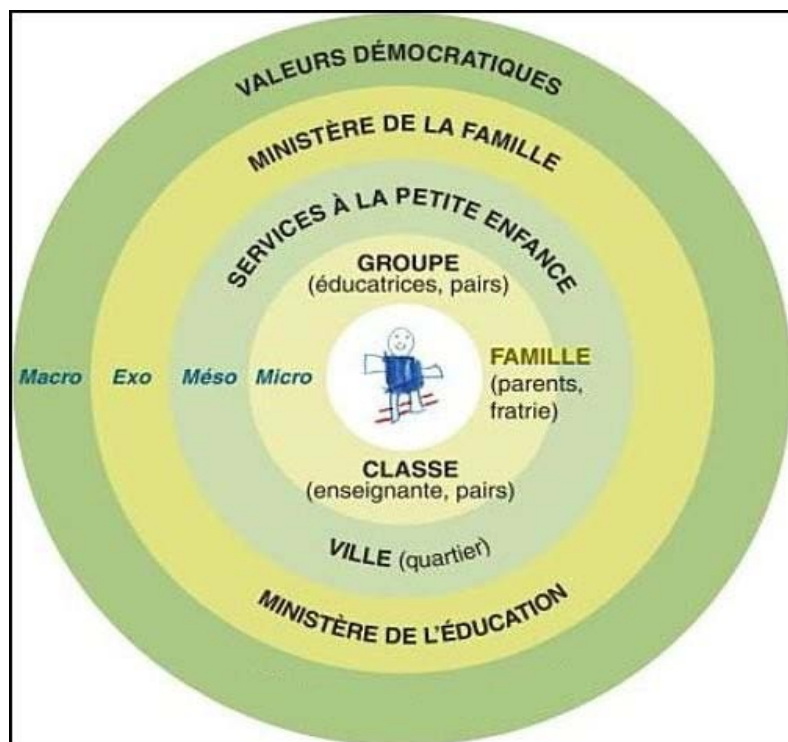 VALEURS DÉMOCRATIQUES
MINISTÈRE DE LA FAMILLE
SERVICES À LA PETITE ENFANCE
GROUPE
(éducatrices, pairs)
Macro Exo Méso Micro
FAMILLE
(parents,
fratrie)
CLASSE
(enseignante, pairs)
VILLE (quartier)
MINISTÈRE DE L'ÉDUCATION